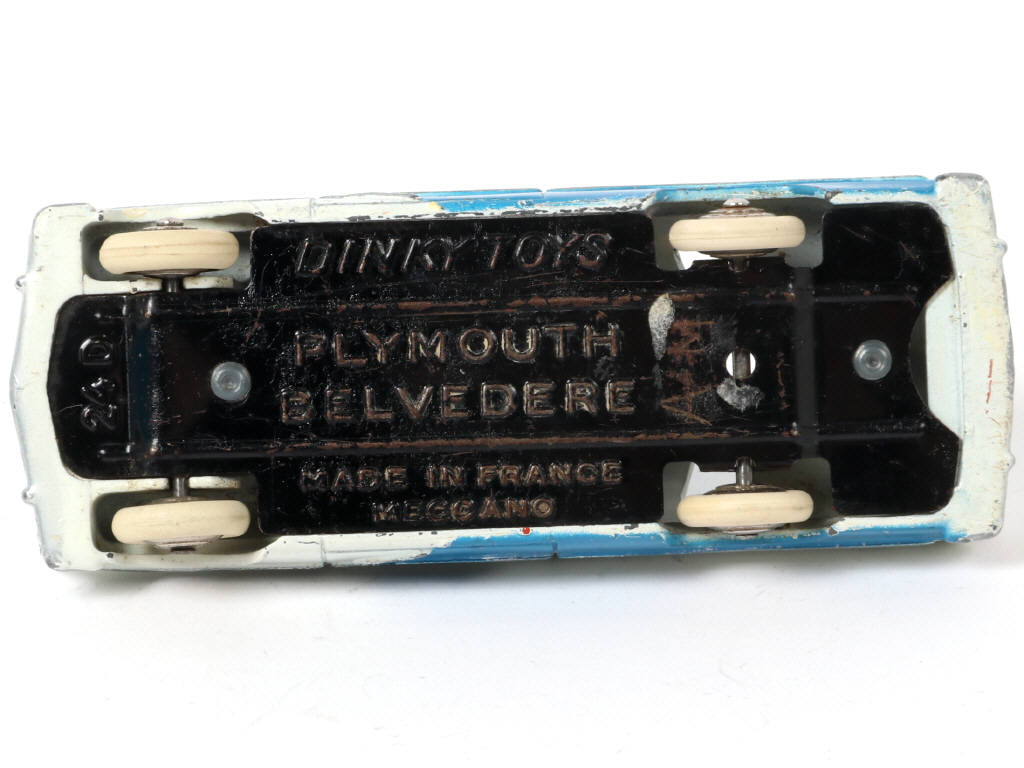 DINKY TOYS
PLYMOUTH
BELVEDERE
MADE IN FRANCE
MECCANO
24 D